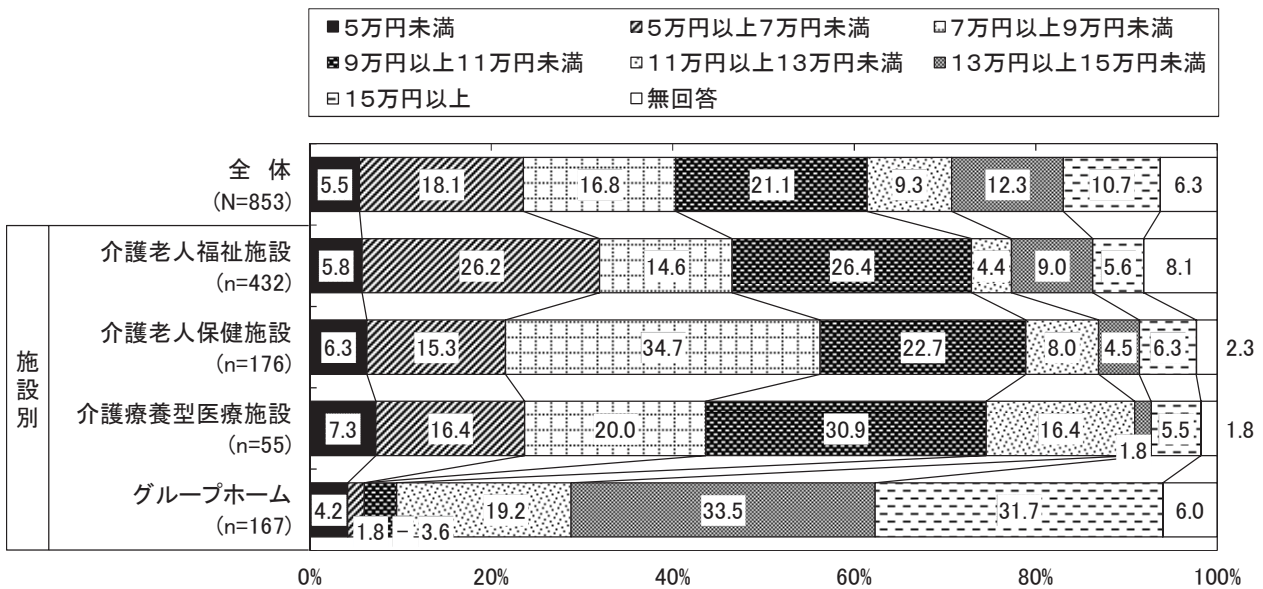 ■5万円未満 5万円以上7万円未満 7万円以上9万円未満
9万円以上11万円未満 11万円以上13万円未満 13万円以上15万円未満
15万円以上 □無回答
全 体
(N=853)
5.5 18.1 16.8 21.1 9.3 12.3 10.7 6.3
施設別
介護老人福祉施設
(n=432)
5.8 26.2 14.6 26.4 4.4 9.0 5.6 8.1
介護老人保健施設
(n=176)
6.3 15.3 34.7 22.7 8.0 4.5 6.3 2.3
介護療養型医療施設
(n=55)
7.3 16.4 20.0 30.9 16.4 1.8 5.5 1.8
グループホーム
(n=167)
4.2 1.8 - 3.6 19.2 33.5 31.7 6.0
0% 20% 40% 60% 80% 100%